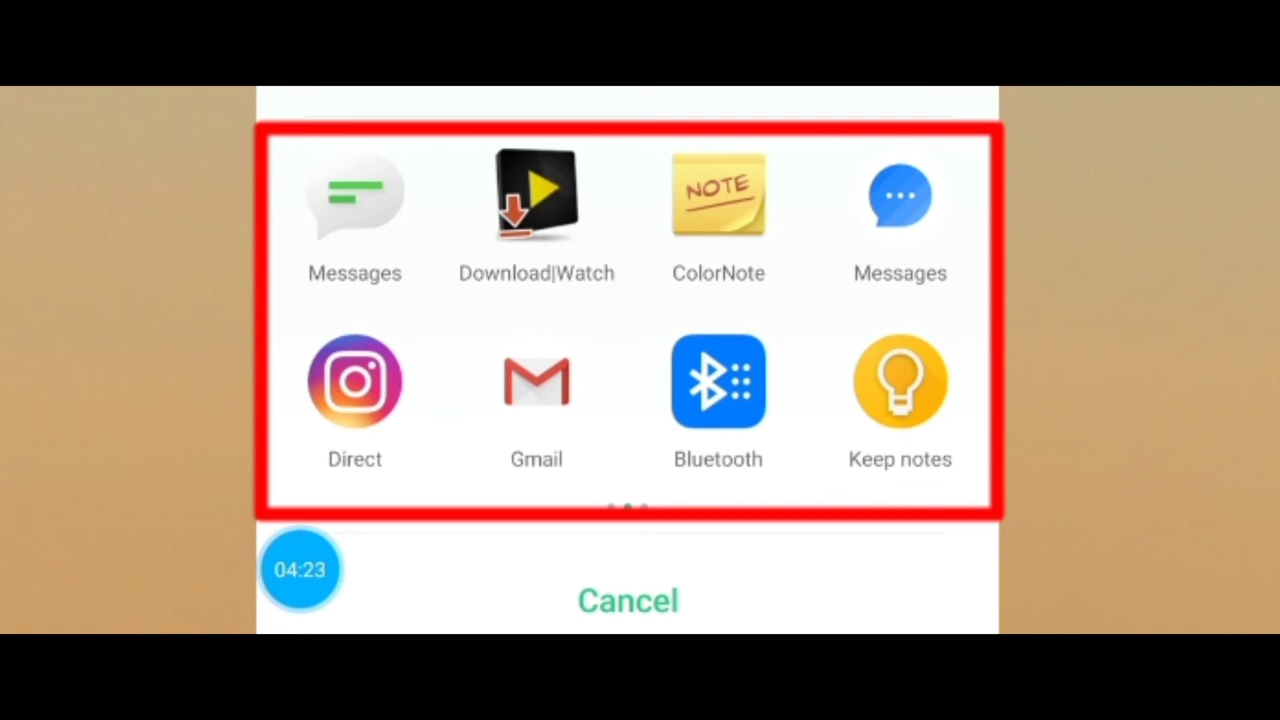 NOTE
Messages Download|Watch ColorNote Messages
Direct Gmail Bluetooth Keep notes
04:23
Cancel